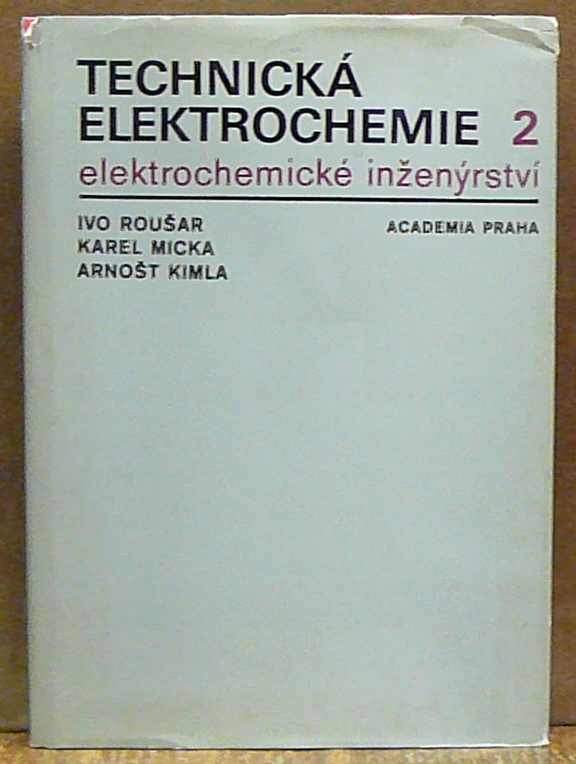 TECHNICKÁ
ELEKTROCHEMIE 2
elektrochemické inženýrství
IVO ROUŠAR
KAREL MICKA
ARNOŠT KIMLA
ACADEMIA PRAHA